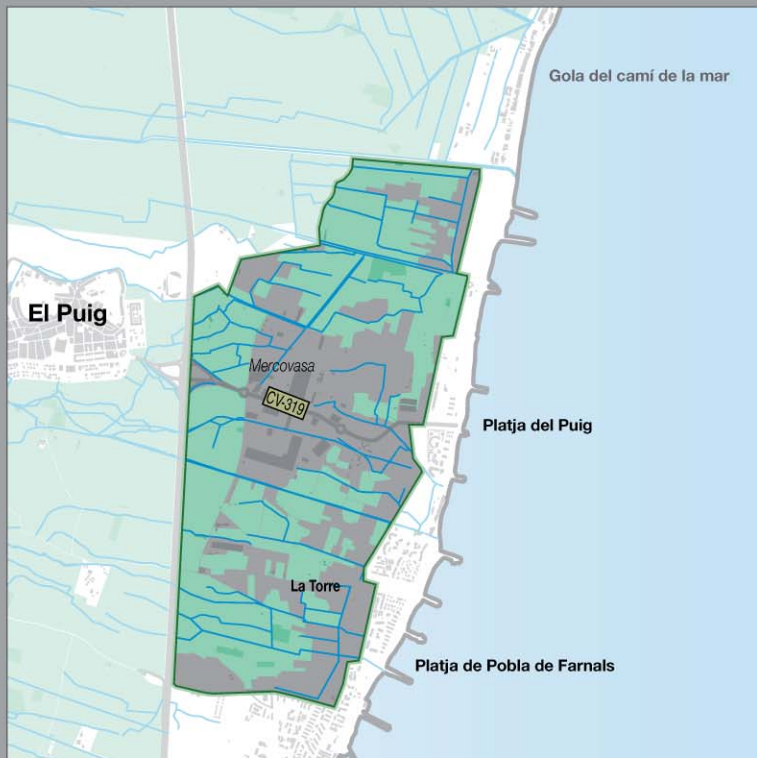 Gola del camí de la mar
El Puig
Mercovasa
CV-319
Platja del Puig
La Torre
Platja de Pobla de Farnals